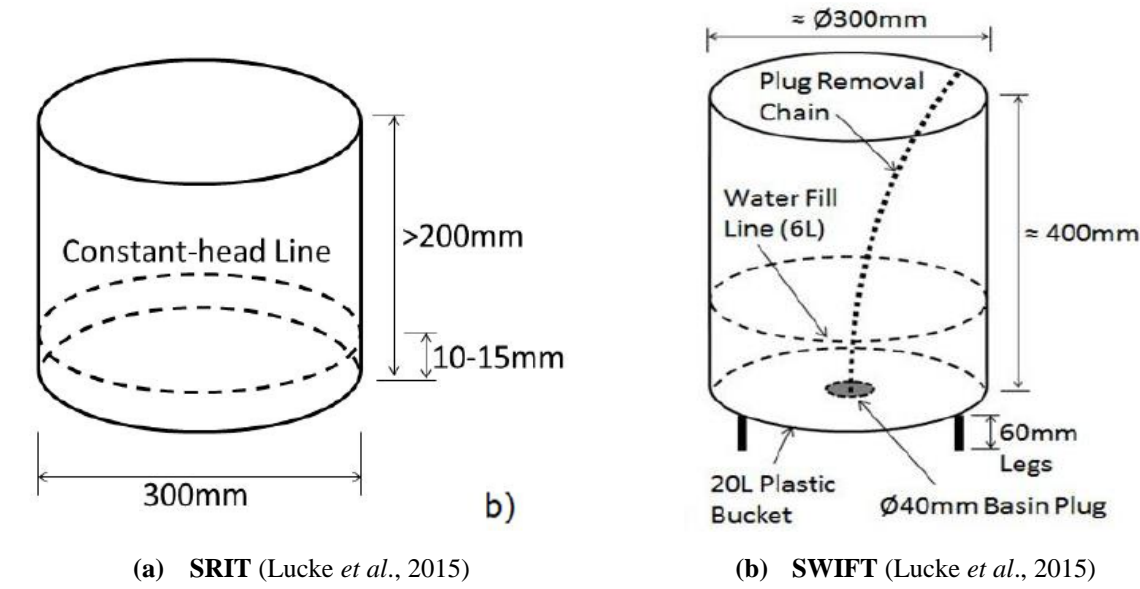 Constant-head Line
>200mm
10-15mm
300mm
b)
≈ Ø300mm
Plug Removal
Chain
Water Fill
Line (6L)
≈ 400mm
60mm
Legs
20L Plastic
Bucket
Ø40mm Basin Plug
(a) SRIT (Lucke et al., 2015)
(b) SWIFT (Lucke et al., 2015)